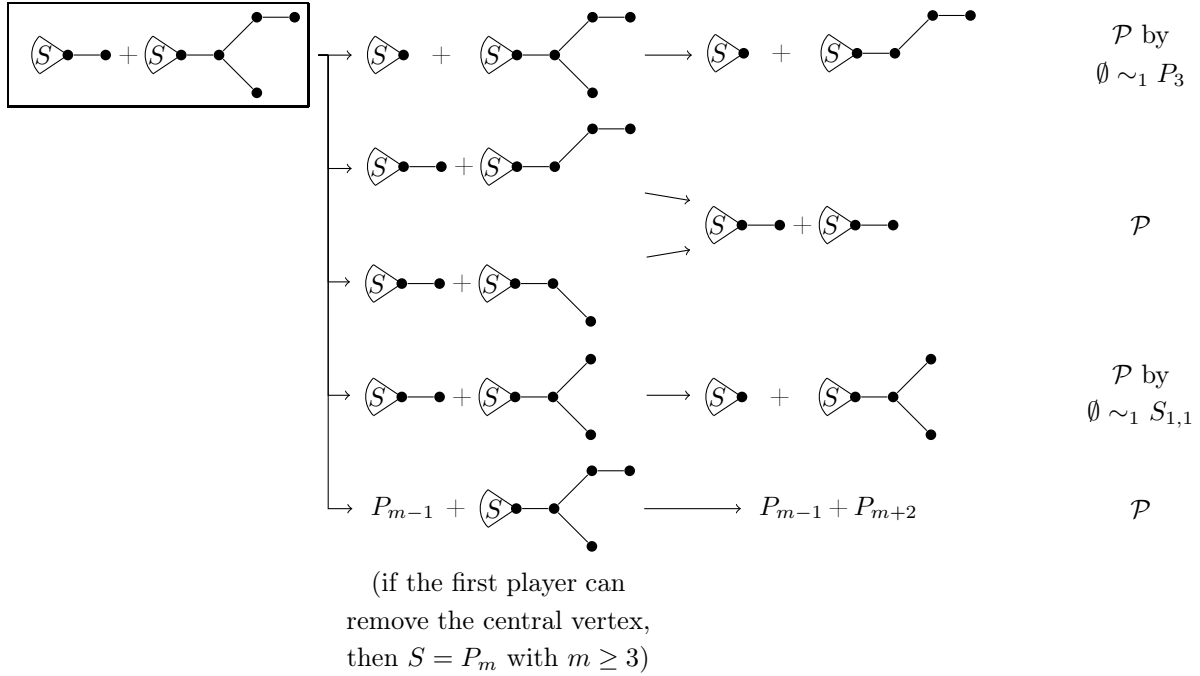 S + S S + S S + S 𝒫 by
∅ ∼₁ P₃
S + S
S + S 𝒫
S + S
S + S S + S 𝒫 by
∅ ∼₁ S₁,₁
Pₘ₋₁ + S Pₘ₋₁ + Pₘ₊₂ 𝒫
(if the first player can
remove the central vertex,
then S = Pₘ with m ≥ 3)